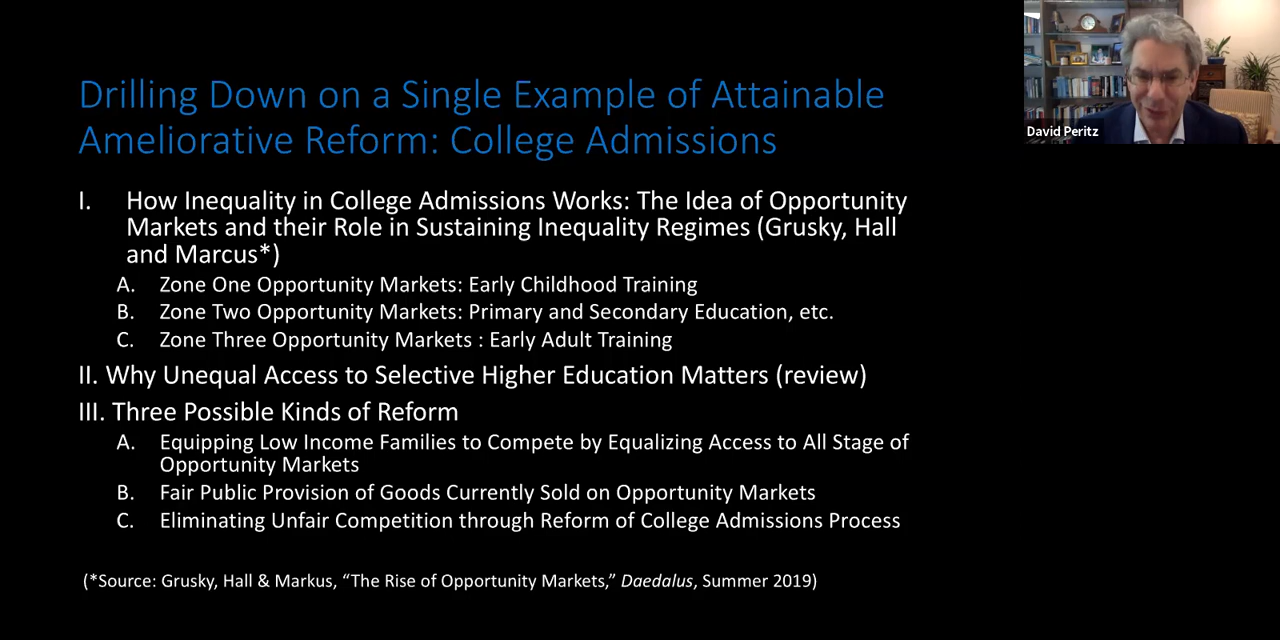 Drilling Down on a Single Example of Attainable
Ameliorative Reform: College Admissions
David Peritz
I. How Inequality in College Admissions Works: The Idea of Opportunity
Markets and their Role in Sustaining Inequality Regimes (Grusky, Hall
and Marcus*)
A. Zone One Opportunity Markets: Early Childhood Training
B. Zone Two Opportunity Markets: Primary and Secondary Education, etc.
C. Zone Three Opportunity Markets : Early Adult Training
II. Why Unequal Access to Selective Higher Education Matters (review)
III. Three Possible Kinds of Reform
A. Equipping Low Income Families to Compete by Equalizing Access to All Stage of
Opportunity Markets
B. Fair Public Provision of Goods Currently Sold on Opportunity Markets
C. Eliminating Unfair Competition through Reform of College Admissions Process
(*Source: Grusky, Hall & Markus, “The Rise of Opportunity Markets,” Daedalus, Summer 2019)